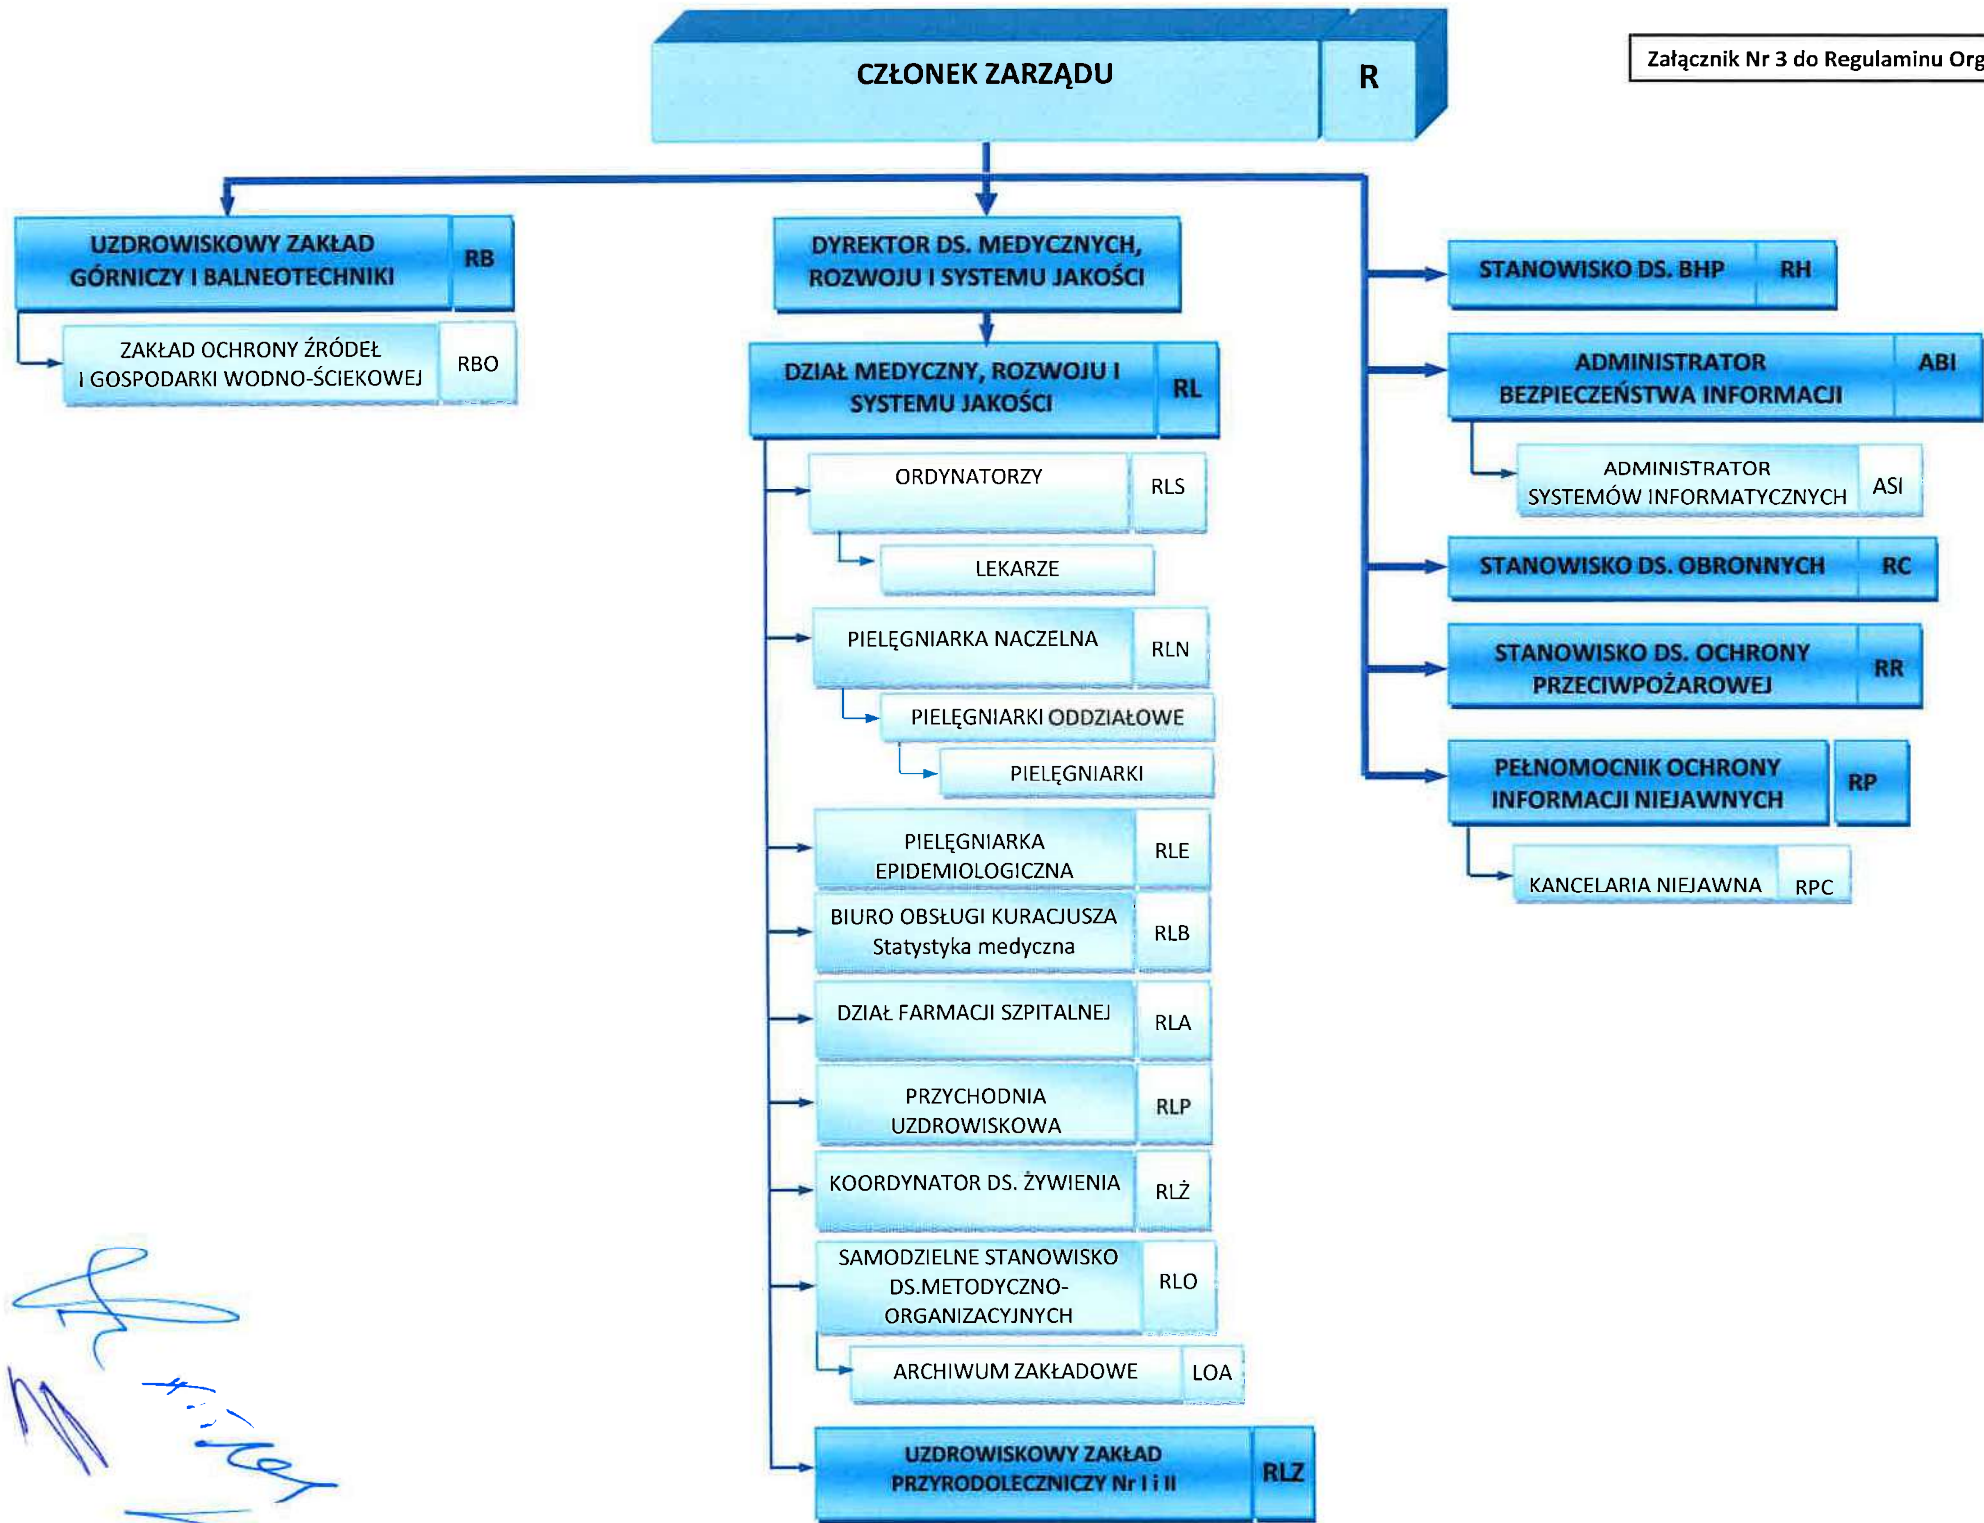 Załącznik Nr 3 do Regulaminu Org
CZŁONEK ZARZĄDU R
UZDROWISKOWY ZAKŁAD
GÓRNICZY I BALNEOTECHNIKI
RB
ZAKŁAD OCHRONY ŹRÓDEŁ
I GOSPODARKI WODNO-ŚCIEKOWEJ
RBO
DYREKTOR DS. MEDYCZNYCH,
ROZWOJU I SYSTEMU JAKOŚCI
DZIAŁ MEDYCZNY, ROZWOJU I
SYSTEMU JAKOŚCI
RL
ORDYNATORZY RLS
LEKARZE
PIELĘGNIARKA NACZELNA RLN
PIELĘGNIARKI ODDZIAŁOWE
PIELĘGNIARKI
PIELĘGNIARKA
EPIDEMIOLOGICZNA
RLE
BIURO OBSŁUGI KURACJUSZA
Statystyka medyczna
RLB
DZIAŁ FARMACJI SZPITALNEJ RLA
PRZYCHODNIA
UZDROWISKOWA
RLP
KOORDYNATOR DS. ŻYWIENIA RLŻ
SAMODZIELNE STANOWISKO
DS.METODYCZNO-
ORGANIZACYJNYCH
RLO
ARCHIWUM ZAKŁADOWE LOA
UZDROWISKOWY ZAKŁAD
PRZYRODOLECZNICZY Nr I i II
RLZ
STANOWISKO DS. BHP RH
ADMINISTRATOR
BEZPIECZEŃSTWA INFORMACJI
ABI
ADMINISTRATOR
SYSTEMÓW INFORMATYCZNYCH
ASI
STANOWISKO DS. OBRONNYCH RC
STANOWISKO DS. OCHRONY
PRZECIWPOŻAROWEJ
RR
PEŁNOMOCNIK OCHRONY
INFORMACJI NIEJAWNYCH
RP
KANCELARIA NIEJAWNA RPC